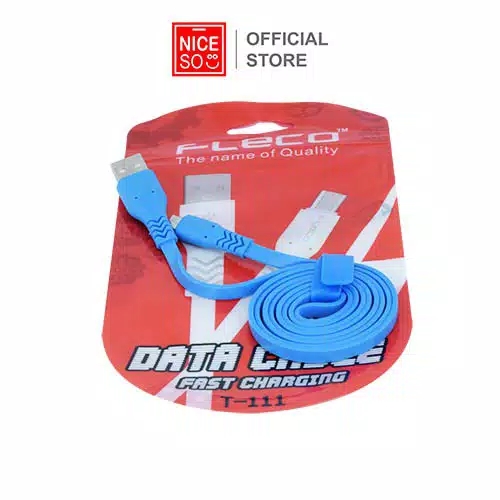 NICE
SO
OFFICIAL
STORE
FLECO™
The name of Quality
DATA CABLE
FAST CHARGING
T-111